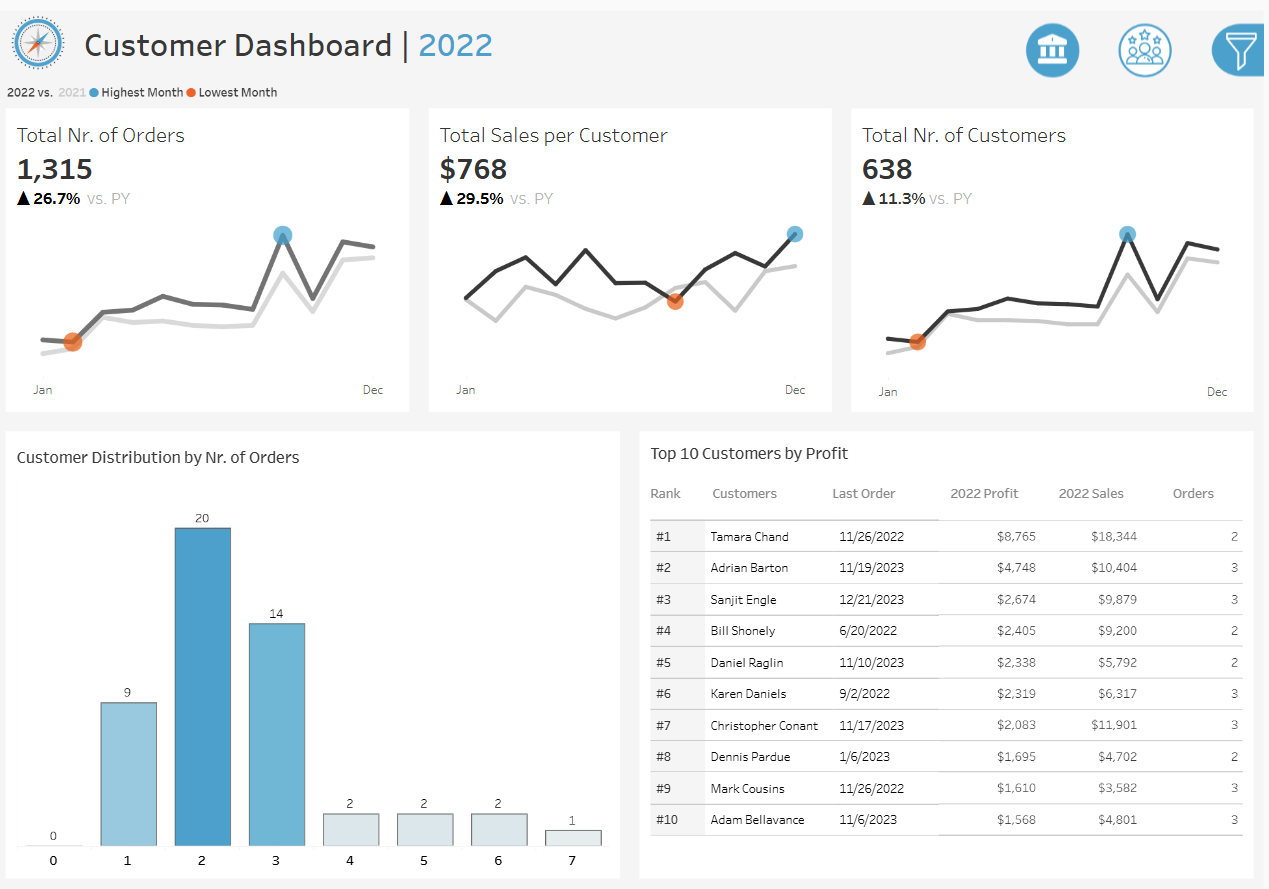 Customer Dashboard | 2022
2022 vs. 2021 Highest Month Lowest Month
Total Nr. of Orders
1,315
▲26.7% vs. PY
Jan Dec
Total Sales per Customer
$768
▲29.5% vs. PY
Jan Dec
Total Nr. of Customers
638
▲11.3% vs. PY
Jan Dec
Customer Distribution by Nr. of Orders
0 9 20 14 2 2 2 1
0 1 2 3 4 5 6 7
Top 10 Customers by Profit
Rank Customers Last Order 2022 Profit 2022 Sales Orders
#1 Tamara Chand 11/26/2022 $8,765 $18,344 2
#2 Adrian Barton 11/19/2023 $4,748 $10,404 3
#3 Sanjit Engle 12/21/2023 $2,674 $9,879 3
#4 Bill Shonely 6/20/2022 $2,405 $9,200 2
#5 Daniel Raglin 11/10/2023 $2,338 $5,792 2
#6 Karen Daniels 9/2/2022 $2,319 $6,317 3
#7 Christopher Conant 11/17/2023 $2,083 $11,901 3
#8 Dennis Pardue 1/6/2023 $1,695 $4,702 2
#9 Mark Cousins 11/26/2022 $1,610 $3,582 3
#10 Adam Bellavance 11/6/2023 $1,568 $4,801 3